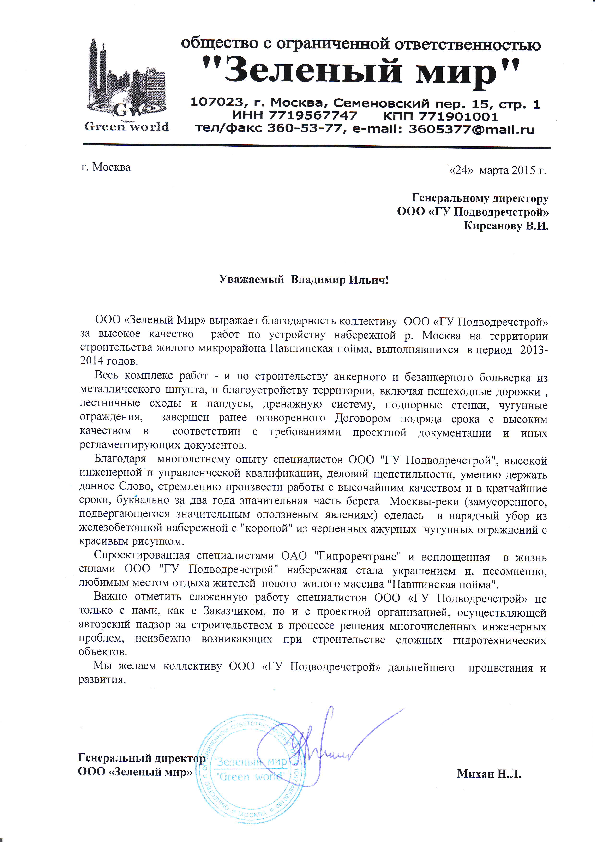 общество с ограниченной ответственностью
"Зеленый мир"
107023, г. Москва, Семеновский пер. 15, стр. 1
ИНН 7719567747 КПП 771901001
тел/факс 360-53-77, e-mail: 3605377@mail.ru
GW
Green world
г. Москва
«24» марта 2015 г.
Генеральному директору
ООО «ГУ Подводречстрой»
Кирсанову В.И.
Уважаемый Владимир Ильич!
ООО «Зеленый Мир» выражает благодарность коллективу ООО «ГУ Подводречстрой»
за высокое качество работ по устройству набережной р. Москва на территории
строительства жилого микрорайона Павшинская пойма, выполнявшихся в период 2013-
2014 годов.
Весь комплекс работ - и по строительству анкерного и безанкерного больверка из
металлического шпунта, и благоустройству территории, включая пешеходные дорожки ,
лестничные сходы и пандусы, дренажную систему, подпорные стенки, чугунные
ограждения, завершен ранее оговоренного Договором подряда срока с высоким
качеством в соответствии с требованиями проектной документации и иных
регламентирующих документов.
Благодаря многолетнему опыту специалистов ООО "ГУ Подводречстрой", высокой
инженерной и управленческой квалификации, деловой щепетильности, умению держать
данное Слово, стремлению произвести работы с высочайшим качеством и в кратчайшие
сроки, буквально за два года значительная часть берега Москвы-реки (замусоренного,
подвергающегося значительным оползневым явлениям) оделась в нарядный убор из
железобетонной набережной с "короной" из черненых ажурных чугунных ограждений с
красивым рисунком.
Спроектированная специалистами ОАО "Гипроречтранс" и воплощенная в жизнь
силами ООО "ГУ Подводречстрой" набережная стала украшением и, несомненно,
любимым местом отдыха жителей нового жилого массива "Павшинская пойма".
Важно отметить слаженную работу специалистов ООО «ГУ Подводречстрой» не
только с нами, как с Заказчиком, но и с проектной организацией, осуществляющей
авторский надзор за строительством в процессе решения многочисленных инженерных
проблем, неизбежно возникающих при строительстве сложных гидротехнических
объектов.
Мы желаем коллективу ООО «ГУ Подводречстрой» дальнейшего процветания и
развития.
Генеральный директор
ООО «Зеленый мир»
Зеленый мир
"Green world"
Михан Н.Л.